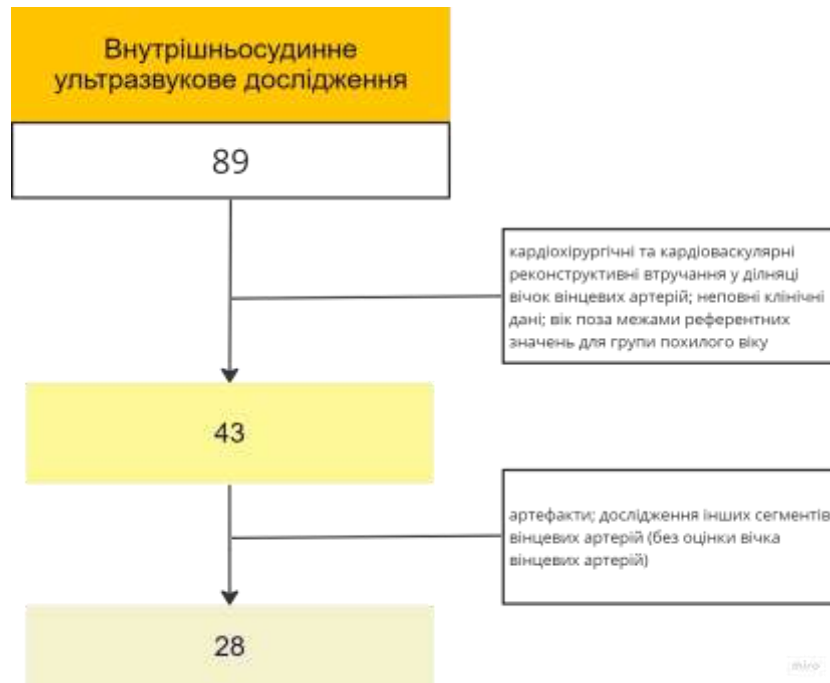 Внутрішньосудинне
ультразвукове дослідження
89
кардіохірургічні та кардіоваскулярні
реконструктивні втручання у ділняці
вічок вінцевих артерій; неповні клінічні
дані; вік поза межами референтних
значень для групи похилого віку
43
артефакти; дослідження інших сегментів
вінцевих артерій (без оцінки вічка
вінцевих артерій)
28
miro